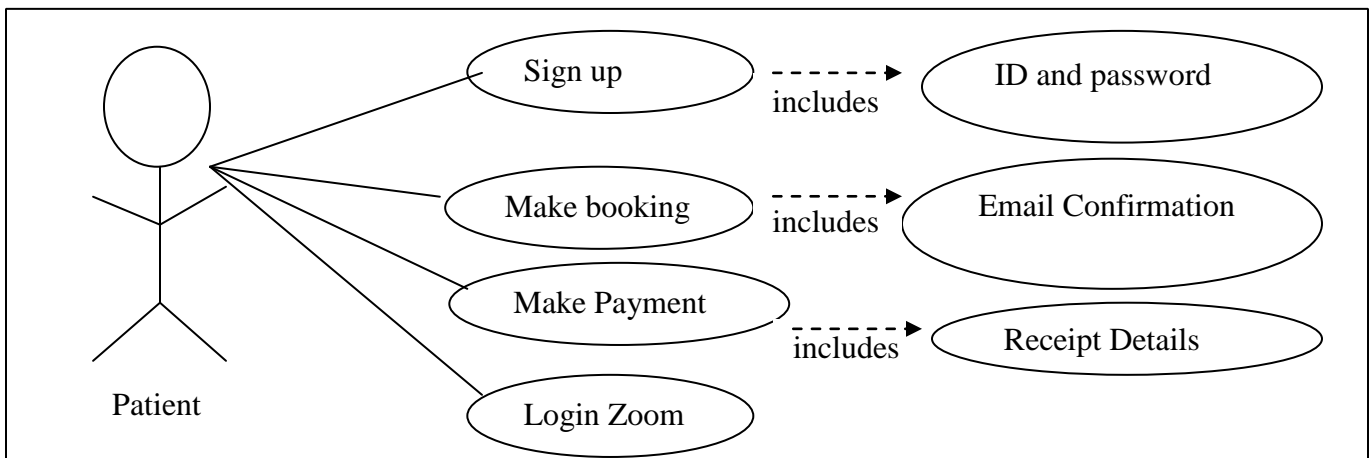 Sign up
ID and password
includes
Make booking
Email Confirmation
includes
Make Payment
Receipt Details
includes
Patient
Login Zoom